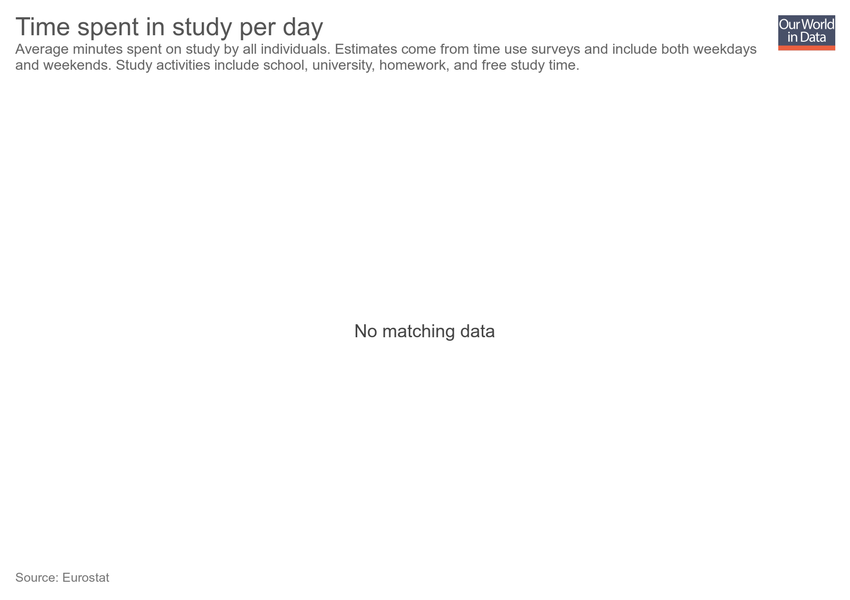 Time spent in study per day
Our World
in Data
Average minutes spent on study by all individuals. Estimates come from time use surveys and include both weekdays
and weekends. Study activities include school, university, homework, and free study time.
No matching data
Source: Eurostat